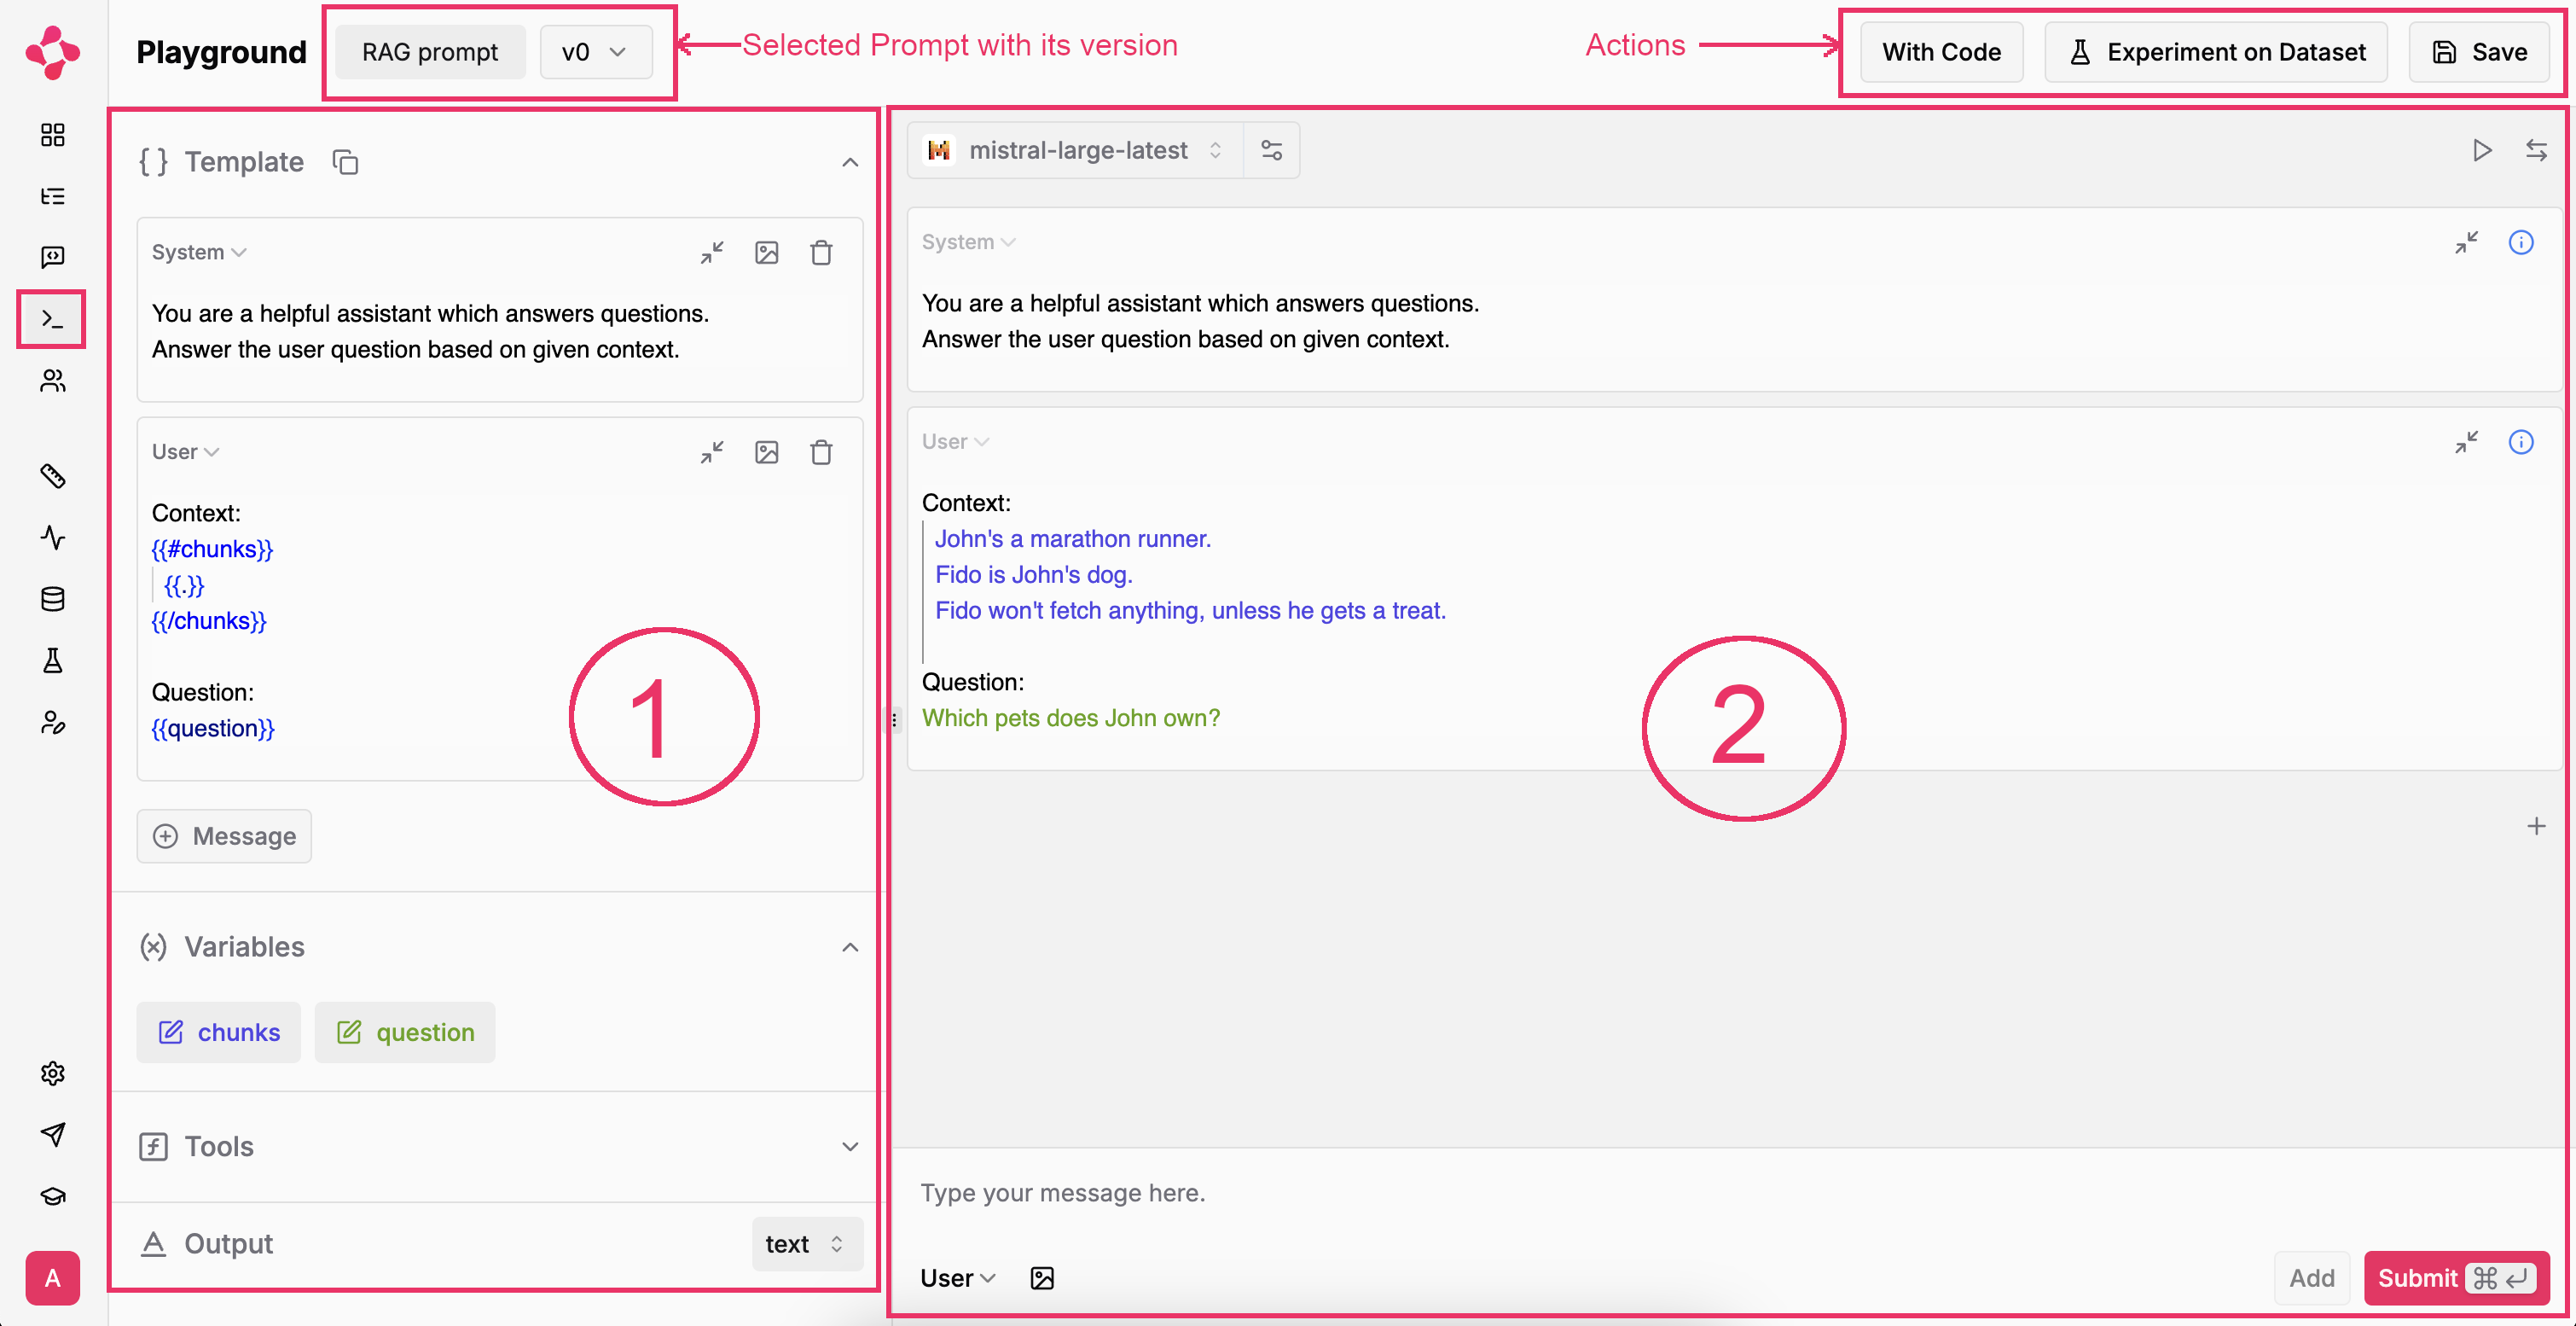 Playground
RAG prompt
v0
Selected Prompt with its version
Actions
With Code
Experiment on Dataset
Save
{ } Template
System
You are a helpful assistant which answers questions.
Answer the user question based on given context.
User
Context:
{{#chunks}}
{{.}}
{{/chunks}}
Question:
{{question}}
1
Message
(x) Variables
chunks
question
Tools
Output
text
A
mistral-large-latest
System
You are a helpful assistant which answers questions.
Answer the user question based on given context.
User
Context:
John's a marathon runner.
Fido is John's dog.
Fido won't fetch anything, unless he gets a treat.
Question:
Which pets does John own?
2
Type your message here.
User
Add
Submit ⌘ ↵